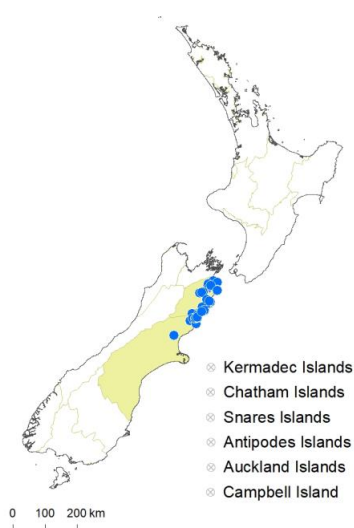 Kermadec Islands
Chatham Islands
Snares Islands
Antipodes Islands
Auckland Islands
Campbell Island
0 100 200 km